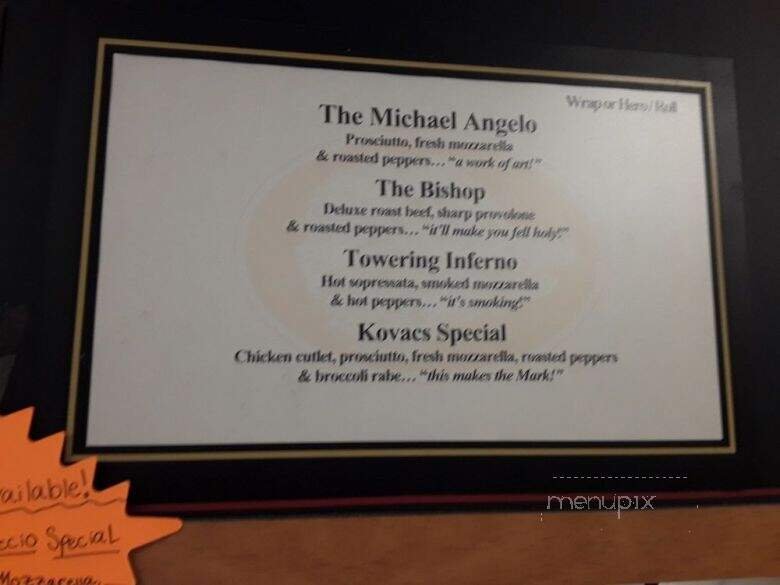 Wrap or Hero / Roll
The Michael Angelo
Prosciutto, fresh mozzarella
& roasted peppers... "a work of art!"
The Bishop
Deluxe roast beef, sharp provolone
& roasted peppers... "it'll make you fell holy!"
Towering Inferno
Hot sopressata, smoked mozzarella
& hot peppers... "it's smoking!"
Kovacs Special
Chicken cutlet, prosciutto, fresh mozzarella, roasted peppers
& broccoli rabe... "this makes the Mark!"
ailable!
ccio Special
Mozzarella
menupix